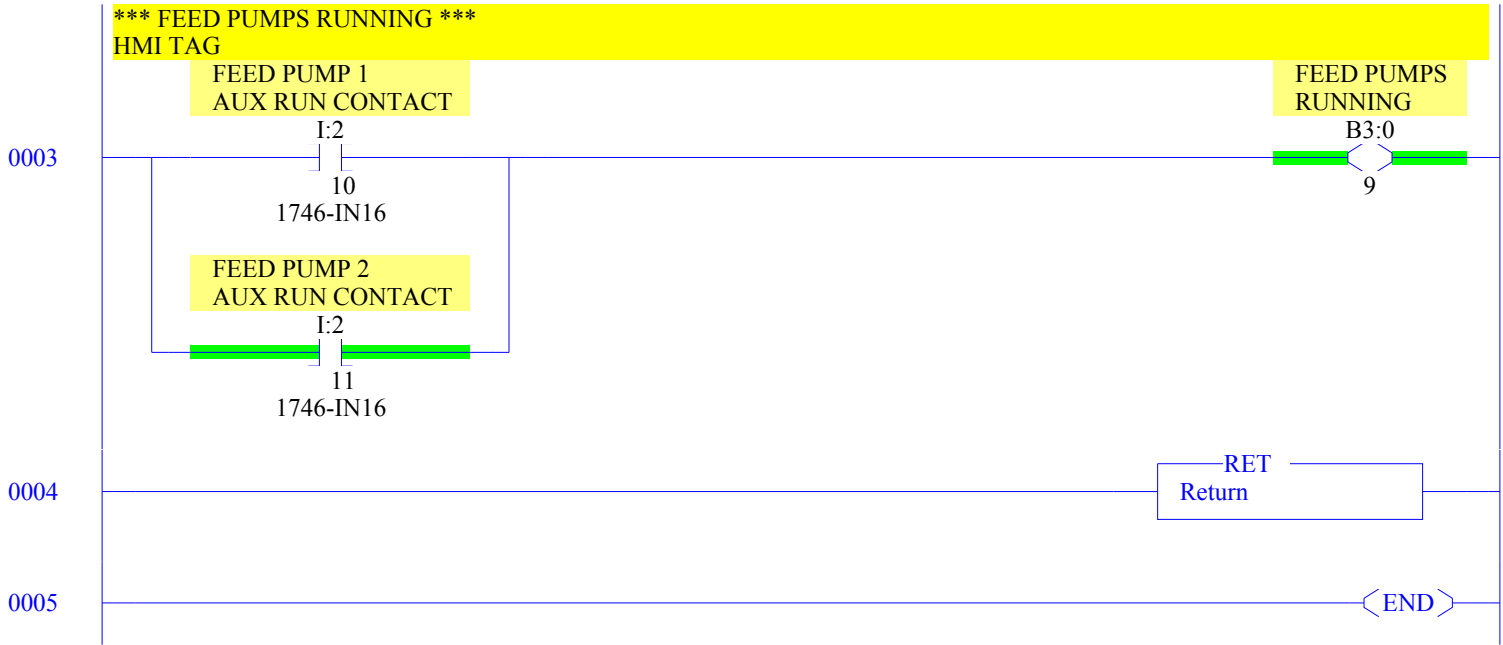 *** FEED PUMPS RUNNING ***
HMI TAG
FEED PUMP 1
AUX RUN CONTACT
I:2
10
1746-IN16
FEED PUMPS
RUNNING
B3:0
9
0003
FEED PUMP 2
AUX RUN CONTACT
I:2
11
1746-IN16
0004
RET
Return
0005
END